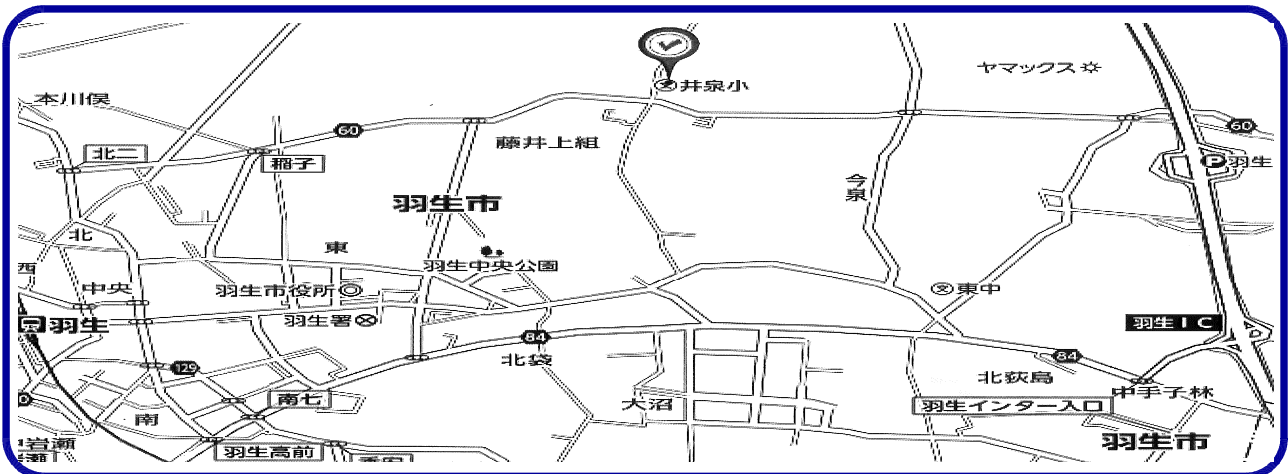 ヤマックス
井泉小
本川俣
60
60
北二
稲子
藤井上組
P羽生
今泉
羽生市
北
東
羽生中央公園
西
中央
羽生市役所
東中
羽生署
羽生
羽生IC
84
84
北袋
129
北荻島
中手子林
南七
大沼
羽生インター入口
南
羽生市
羽生高前